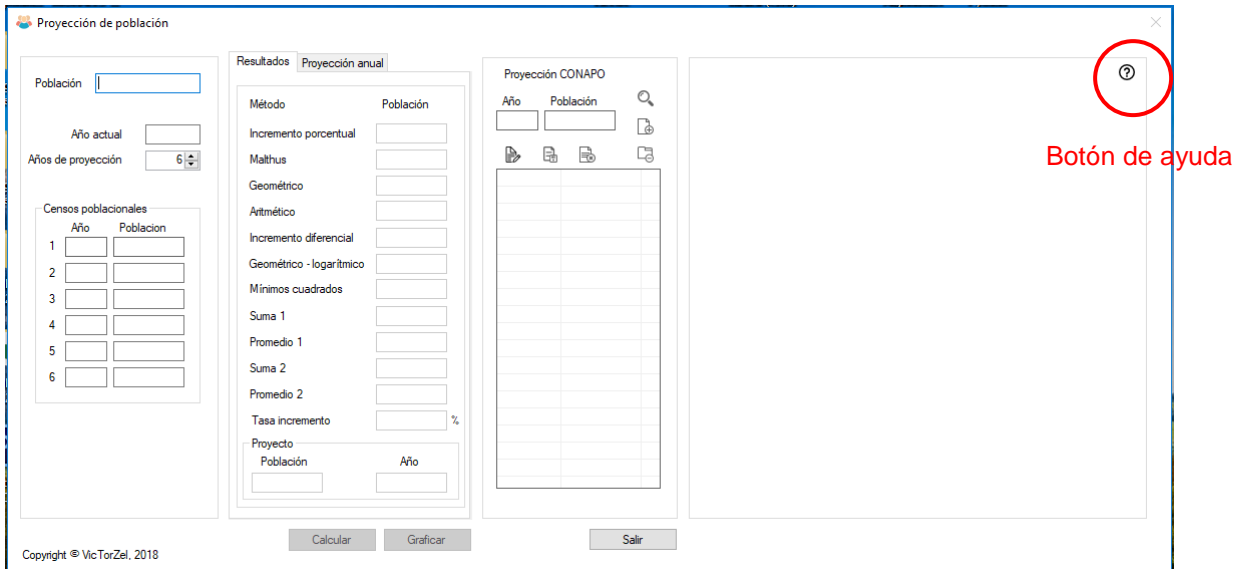 Proyección de población
Población
Año actual
Años de proyección 6
Censos poblacionales
Año Poblacion
1
2
3
4
5
6
Resultados Proyección anual
Método Población
Incremento porcentual
Malthus
Geométrico
Aritmético
Incremento diferencial
Geométrico - logarítmico
Mínimos cuadrados
Suma 1
Promedio 1
Suma 2
Promedio 2
Tasa incremento %
Proyecto
Población Año
Proyección CONAPO
Año Población
?
Botón de ayuda
Calcular Graficar Salir
Copyright © VicTorZel, 2018